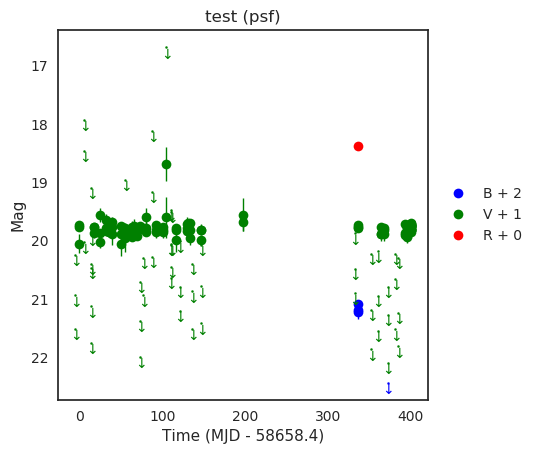 test (psf)
Mag
17
18
19
20
21
22
0
100
200
300
400
Time (MJD - 58658.4)
B + 2
V + 1
R + 0